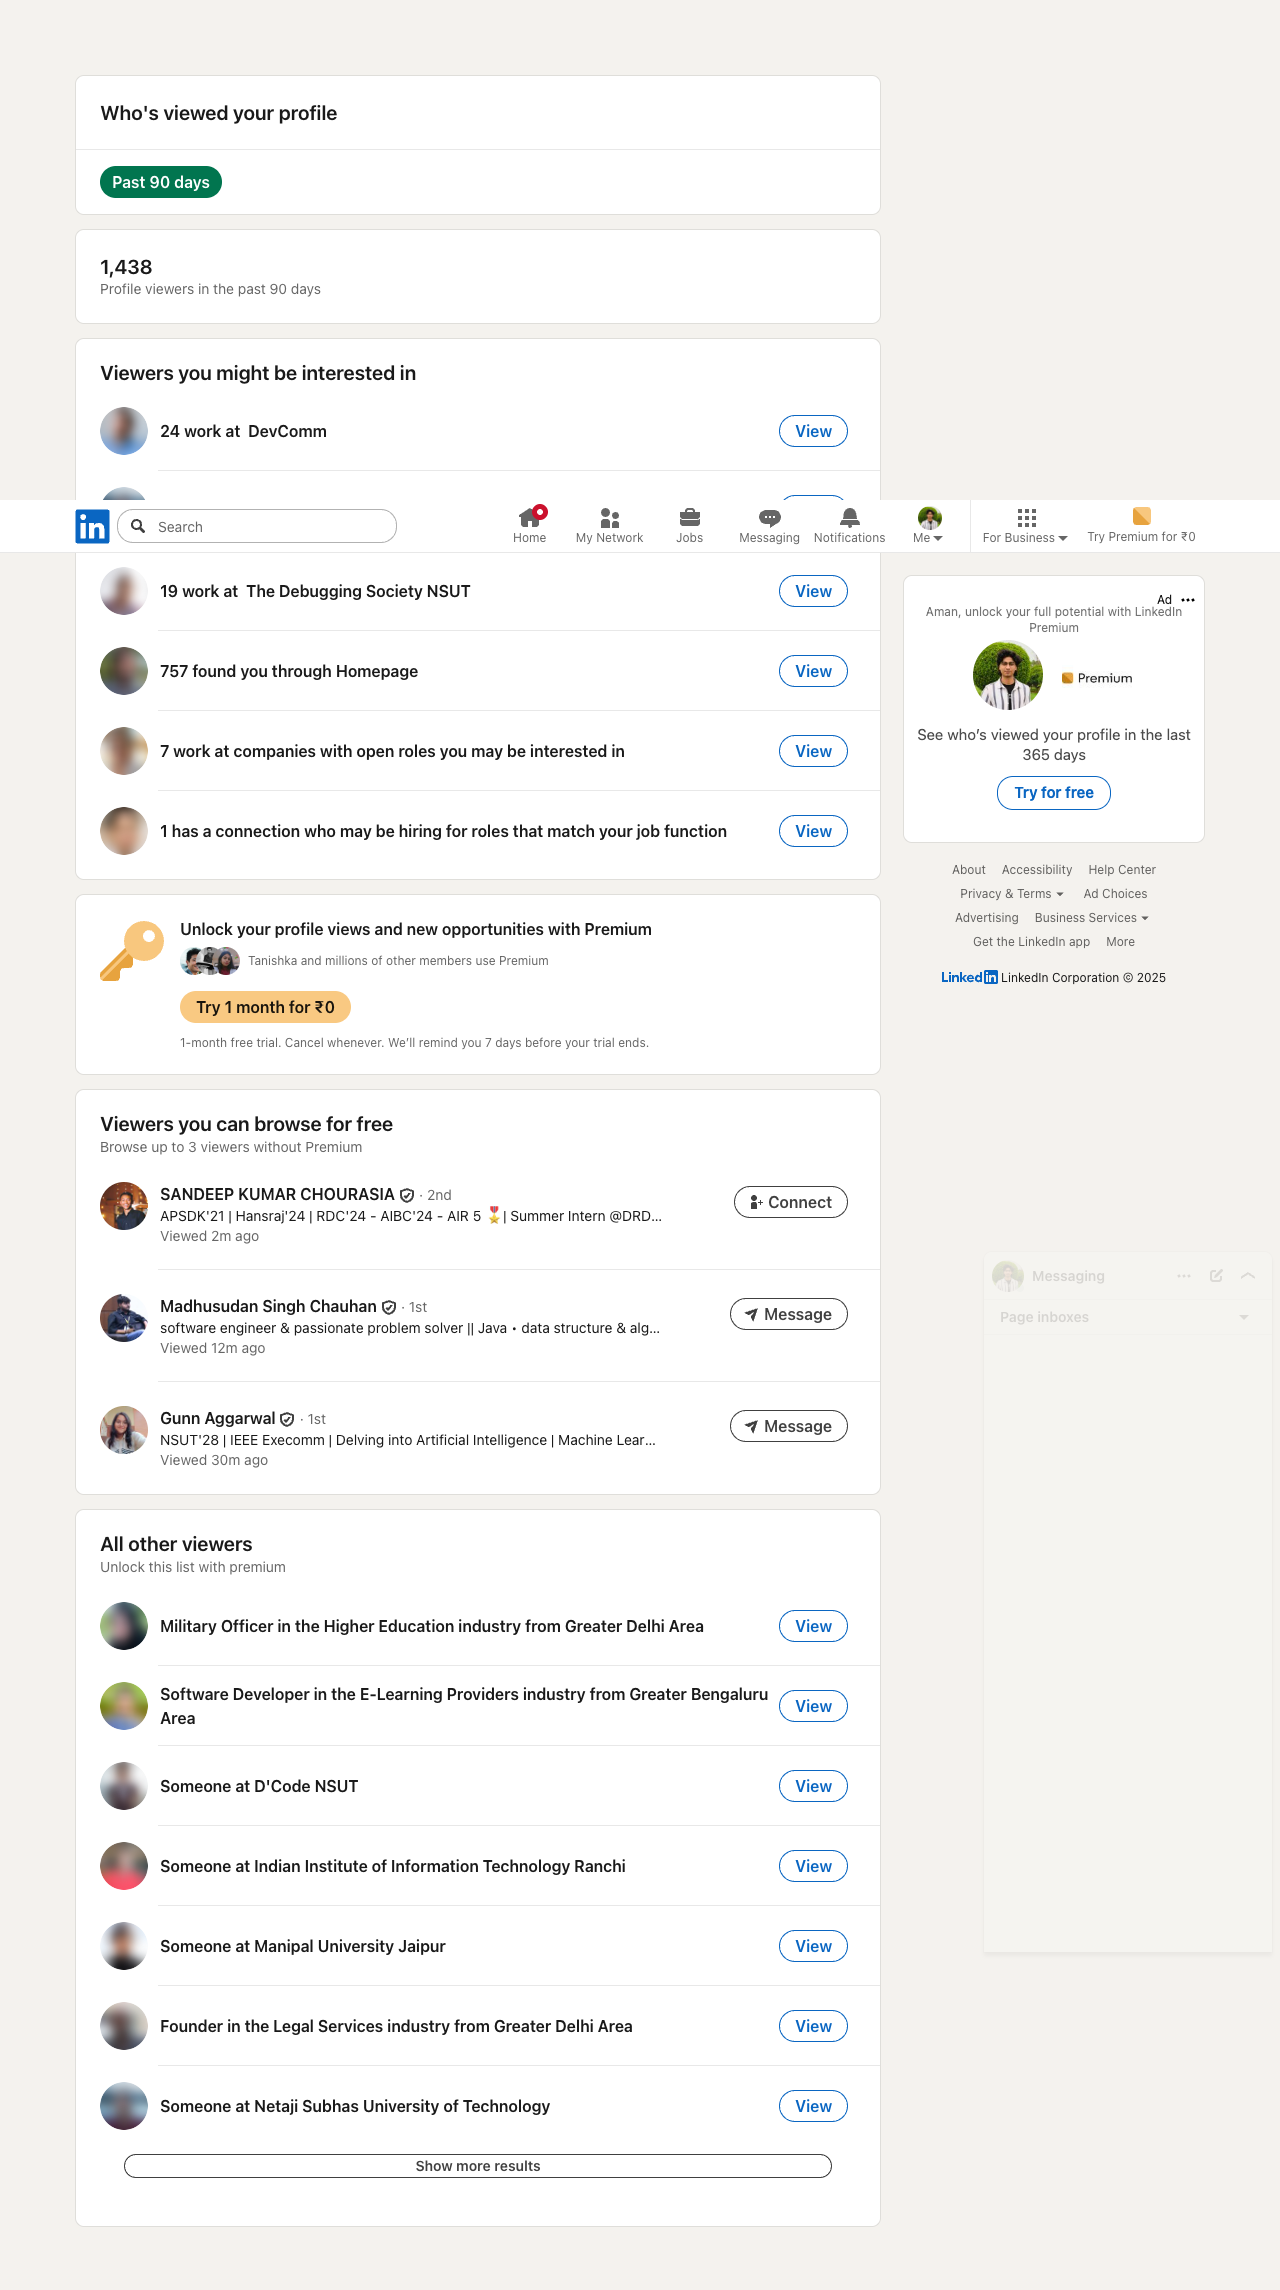 Who's viewed your profile
Past 90 days
1,438
Profile viewers in the past 90 days
Viewers you might be interested in
24 work at DevComm
View
in
Search
Home
My Network
Jobs
Messaging
Notifications
Me
For Business
Try Premium for ₹0
19 work at The Debugging Society NSUT
View
757 found you through Homepage
View
7 work at companies with open roles you may be interested in
View
1 has a connection who may be hiring for roles that match your job function
View
Ad
Aman, unlock your full potential with LinkedIn
Premium
Premium
See who's viewed your profile in the last
365 days
Try for free
About Accessibility Help Center
Privacy & Terms Ad Choices
Advertising Business Services
Get the LinkedIn app More
LinkedIn LinkedIn Corporation © 2025
Unlock your profile views and new opportunities with Premium
Tanishka and millions of other members use Premium
Try 1 month for ₹0
1-month free trial. Cancel whenever. We'll remind you 7 days before your trial ends.
Viewers you can browse for free
Browse up to 3 viewers without Premium
SANDEEP KUMAR CHOURASIA · 2nd
APSDK'21 | Hansraj'24 | RDC'24 - AIBC'24 - AIR 5 🎖️| Summer Intern @DRD...
Viewed 2m ago
Connect
Madhusudan Singh Chauhan · 1st
software engineer & passionate problem solver || Java • data structure & alg...
Viewed 12m ago
Message
Gunn Aggarwal · 1st
NSUT'28 | IEEE Execomm | Delving into Artificial Intelligence | Machine Lear...
Viewed 30m ago
Message
Messaging
Page inboxes
All other viewers
Unlock this list with premium
Military Officer in the Higher Education industry from Greater Delhi Area
View
Software Developer in the E-Learning Providers industry from Greater Bengaluru
Area
View
Someone at D'Code NSUT
View
Someone at Indian Institute of Information Technology Ranchi
View
Someone at Manipal University Jaipur
View
Founder in the Legal Services industry from Greater Delhi Area
View
Someone at Netaji Subhas University of Technology
View
Show more results